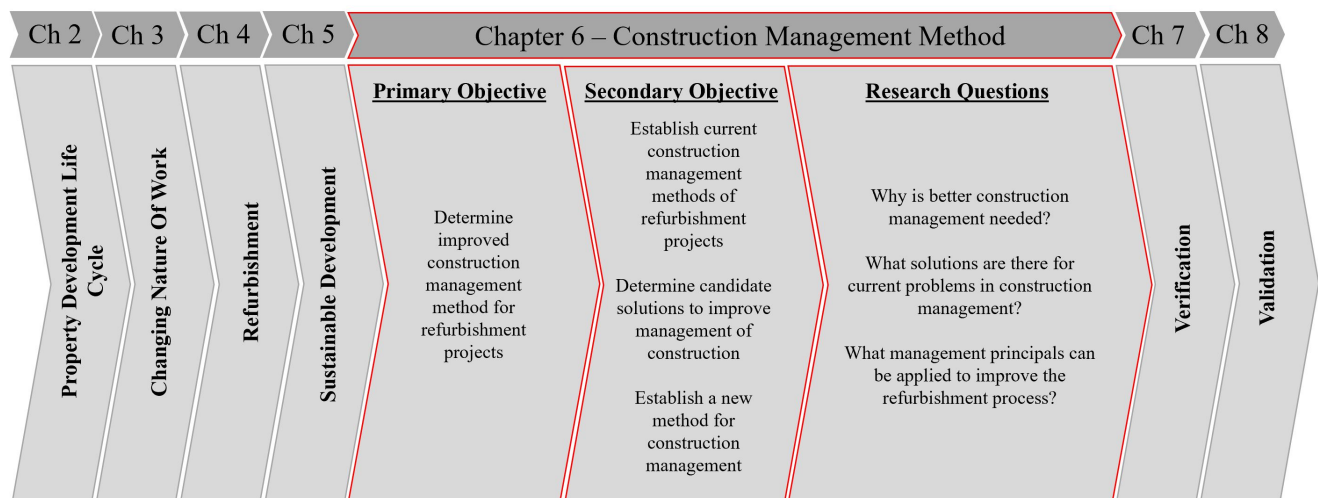 Ch 2
Ch 3
Ch 4
Ch 5
Chapter 6 – Construction Management Method
Ch 7
Ch 8
Property Development Life
Cycle
Changing Nature Of Work
Refurbishment
Sustainable Development
Primary Objective
Determine
improved
construction
management
method for
refurbishment
projects
Secondary Objective
Establish current
construction
management
methods of
refurbishment
projects
Determine candidate
solutions to improve
management of
construction
Establish a new
method for
construction
management
Research Questions
Why is better construction
management needed?
What solutions are there for
current problems in construction
management?
What management principals can
be applied to improve the
refurbishment process?
Verification
Validation